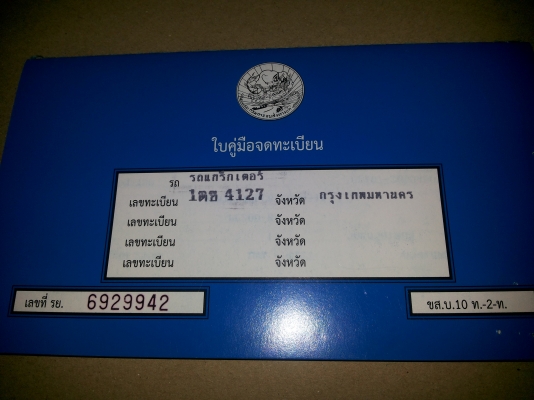 ใบคู่มือจดทะเบียน
รถ รถแทร็กเตอร์
เลขทะเบียน 1ตธ 4127 จังหวัด กรุงเทพมหานคร
เลขทะเบียน จังหวัด
เลขทะเบียน จังหวัด
เลขทะเบียน จังหวัด
เลขที่ รย. 6929942
ขส.บ.10 ท.-2-ท.